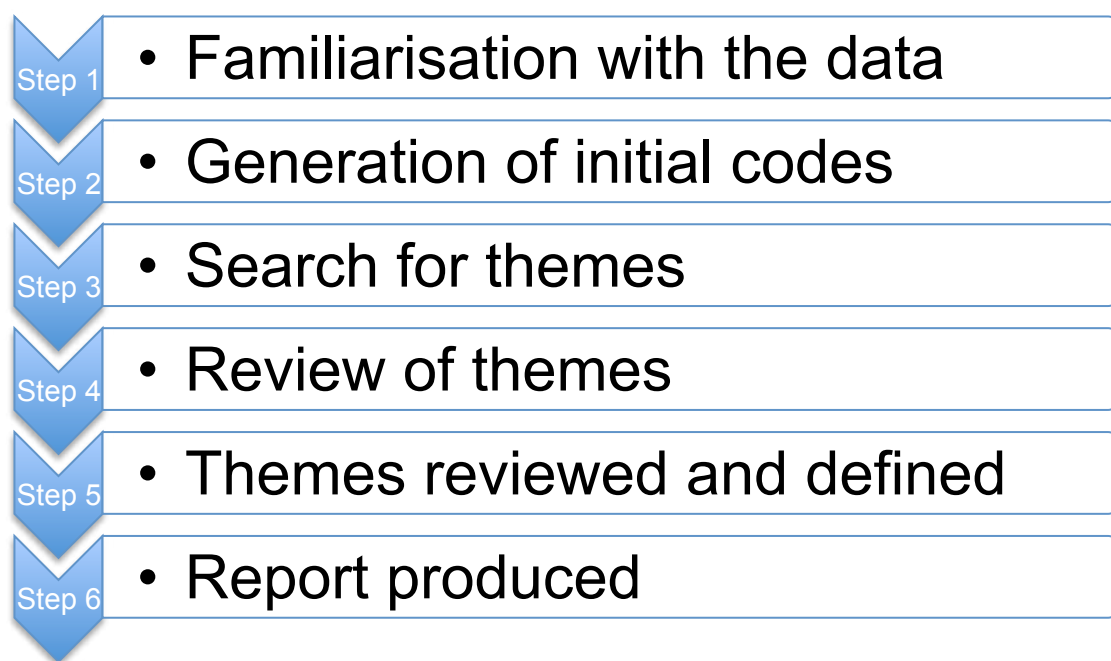 Step 1
• Familiarisation with the data
Step 2
• Generation of initial codes
Step 3
• Search for themes
Step 4
• Review of themes
Step 5
• Themes reviewed and defined
Step 6
• Report produced